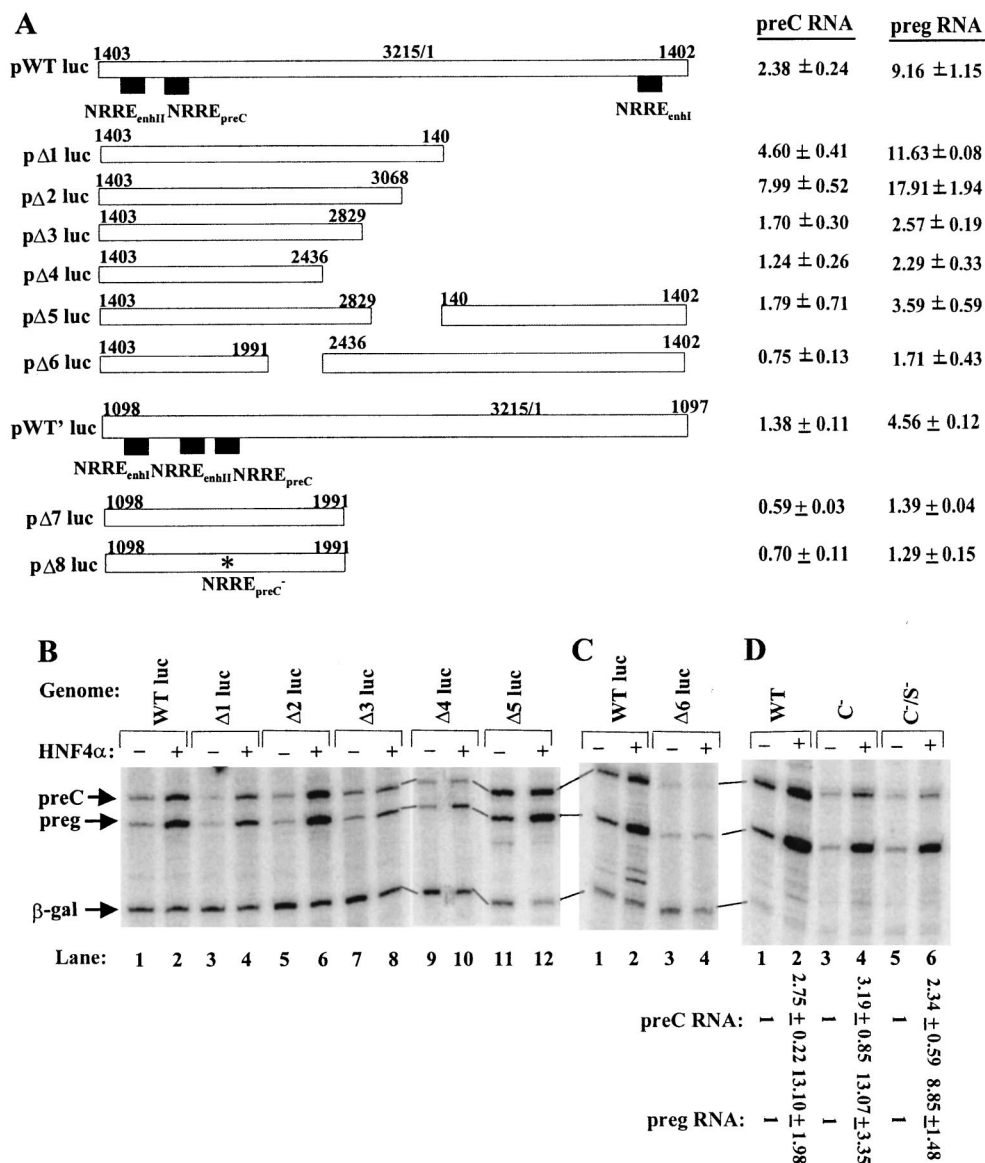 A preC RNA preg RNA
1403 3215/1 1402
pWT luc 2.38 ±0.24 9.16 ±1.15
NRREenhII NRREpreC NRREenhI
1403 140
pΔ1 luc 4.60 ± 0.41 11.63 ± 0.08
1403 3068
pΔ2 luc 7.99 ± 0.52 17.91 ± 1.94
1403 2829
pΔ3 luc 1.70 ± 0.30 2.57 ± 0.19
1403 2436
pΔ4 luc 1.24 ± 0.26 2.29 ± 0.33
1403 2829 140 1402
pΔ5 luc 1.79 ± 0.71 3.59 ± 0.59
1403 1991 2436 1402
pΔ6 luc 0.75 ± 0.13 1.71 ± 0.43
1098 3215/1 1097
pWT' luc 1.38 ± 0.11 4.56 ± 0.12
NRREenhI NRREenhII NRREpreC
1098 1991
pΔ7 luc 0.59 ± 0.03 1.39 ± 0.04
1098 1991
pΔ8 luc * 0.70 ± 0.11 1.29 ± 0.15
NRREpreC-
B C D
Genome: WT luc Δ1 luc Δ2 luc Δ3 luc Δ4 luc Δ5 luc WT luc Δ6 luc WT C- C-/S-
HNF4α: − + − + − + − + − + − + − + − + − + − + − +
preC
preg
β-gal
Lane: 1 2 3 4 5 6 7 8 9 10 11 12 1 2 3 4 1 2 3 4 5 6
preC RNA: 1 2.75 ± 0.22 1 3.19 ± 0.85 1 2.34 ± 0.59
preg RNA: 1 13.10 ± 1.98 1 13.07 ± 3.35 1 8.85 ± 1.48